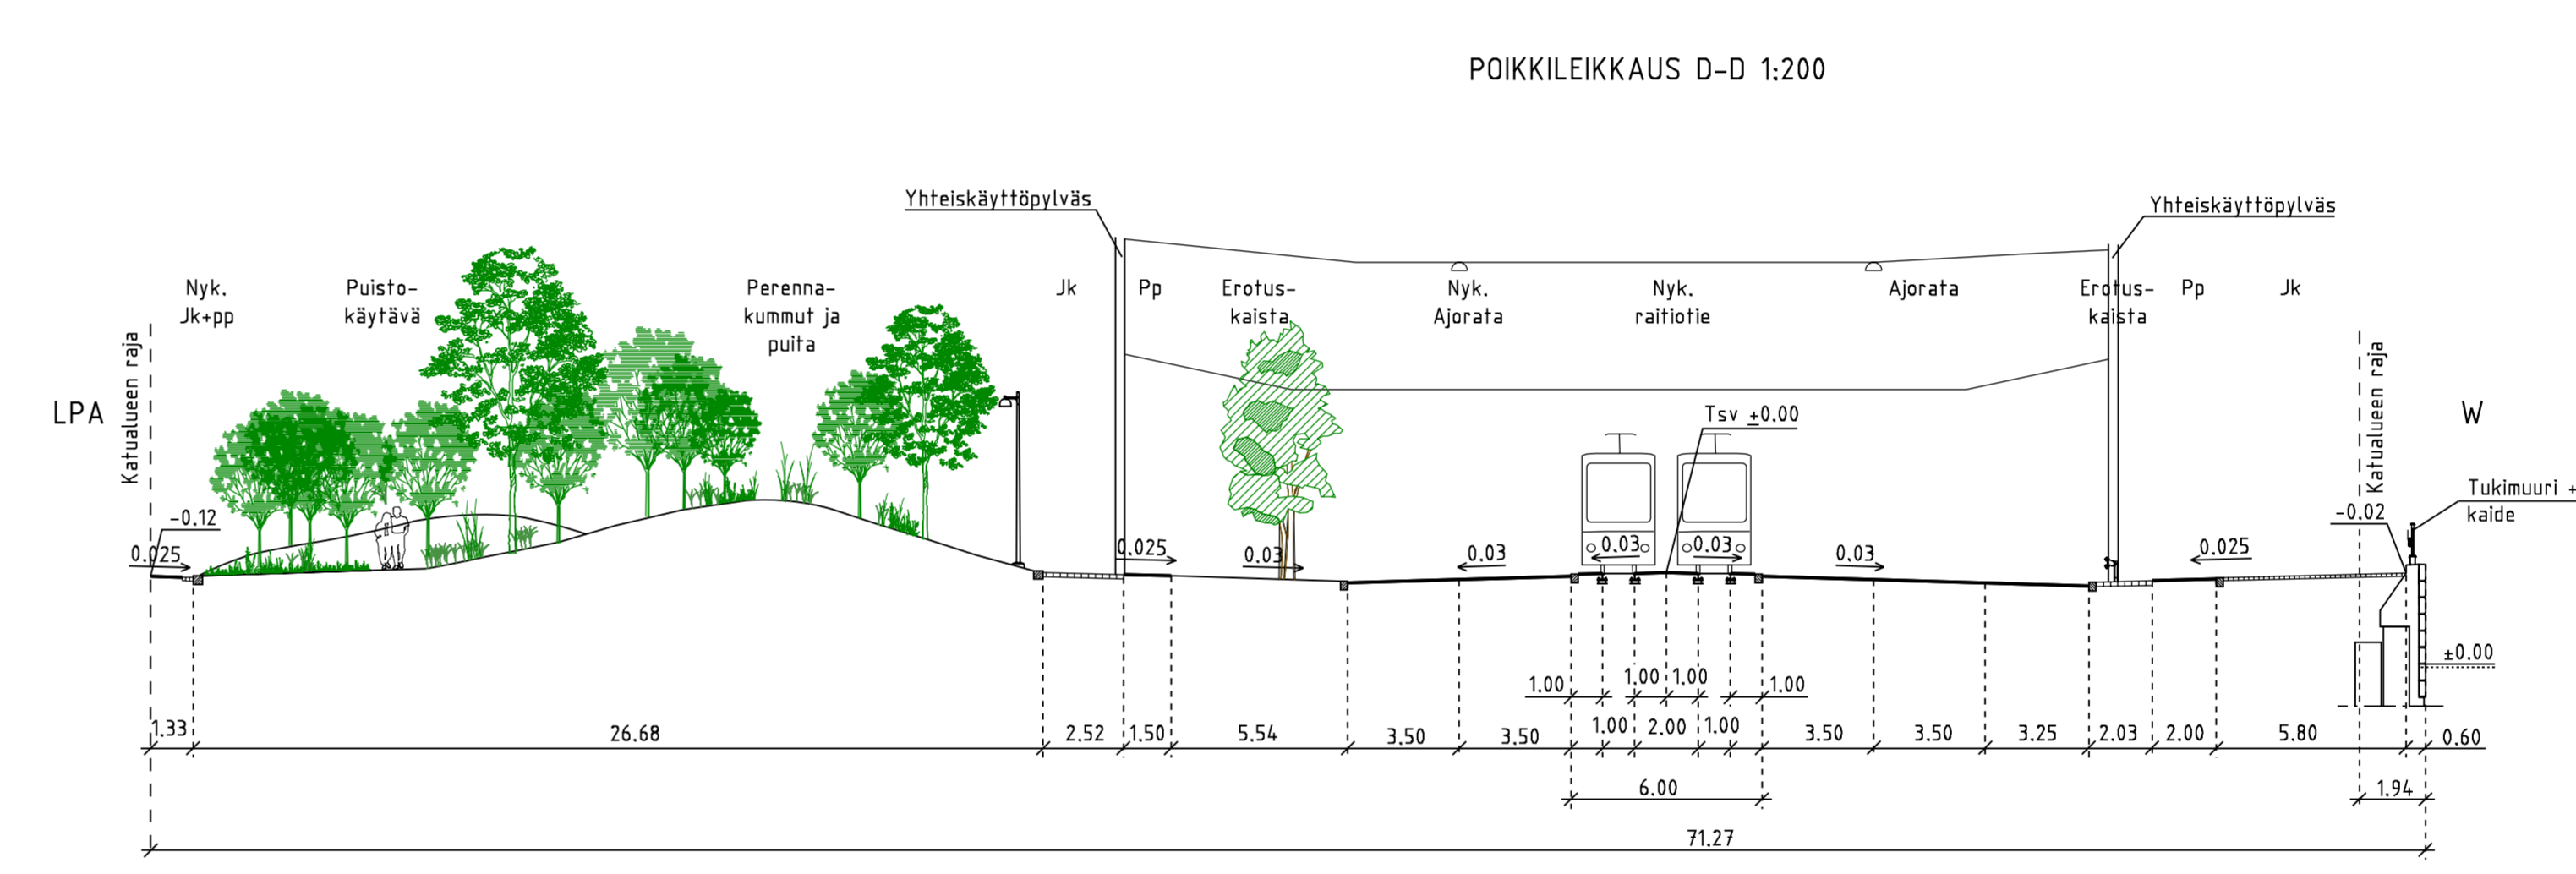 POIKKILEIKKAUS D-D 1:200
Yhteiskäyttöpylväs
Yhteiskäyttöpylväs
Nyk.
Jk+pp
Puisto-
käytävä
Perenna-
kummut ja
puita
Jk
Pp
Erotus-
kaista
Nyk.
Ajorata
Nyk.
raitiotie
Ajorata
Erotus-
kaista
Pp
Jk
Katualueen raja
Katualueen raja
LPA
W
Tsv ±0.00
Tukimuuri +
kaide
-0.12
-0.02
0.025
0.025
0.03
0.03
0.03
0.03
0.03
0.025
±0.00
1.00
1.00
1.00
1.00
1.33
26.68
2.52
1.50
5.54
3.50
3.50
1.00
2.00
1.00
3.50
3.50
3.25
2.03
2.00
5.80
0.60
6.00
1.94
71.27